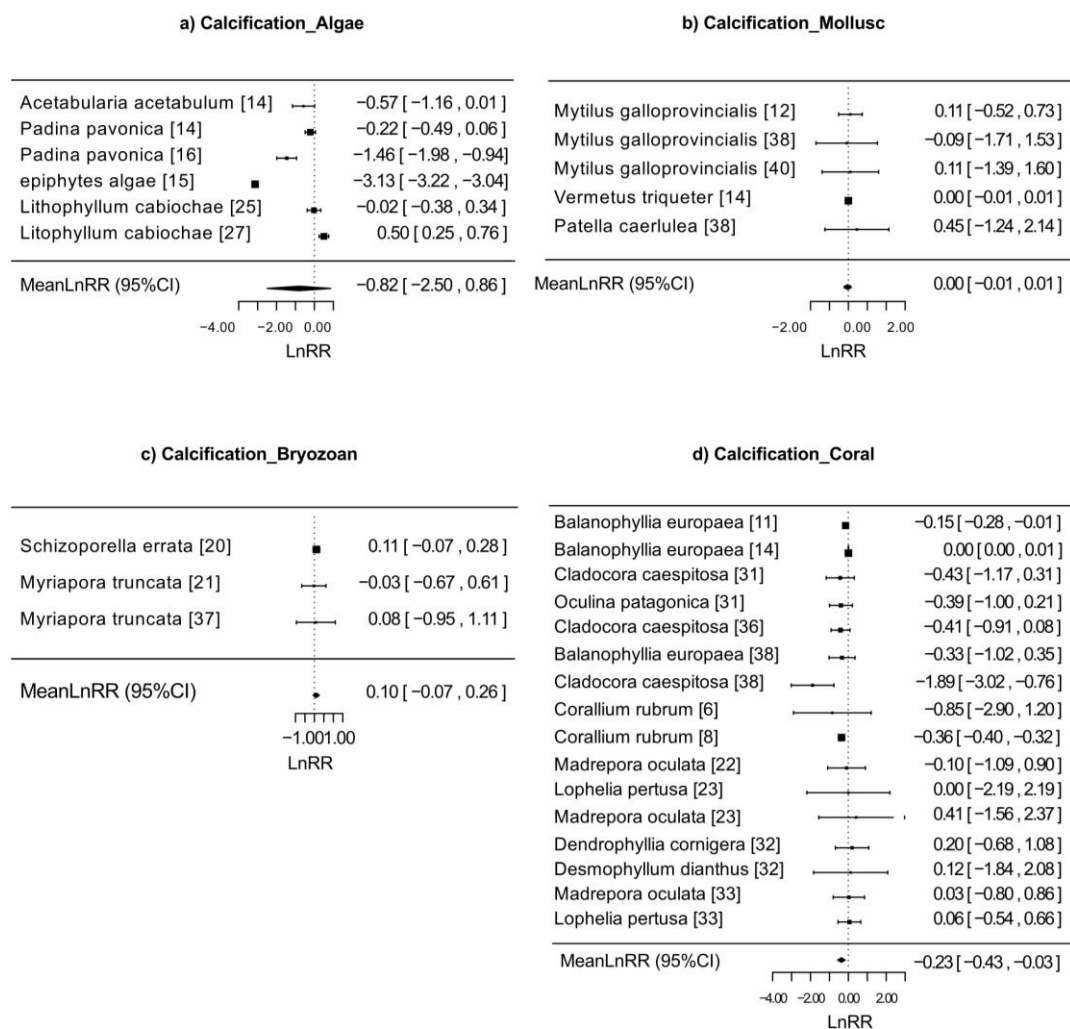 a) Calcification_Algae
Acetabularia acetabulum [14] −0.57 [ −1.16 , 0.01 ]
Padina pavonica [14] −0.22 [ −0.49 , 0.06 ]
Padina pavonica [16] −1.46 [ −1.98 , −0.94 ]
epiphytes algae [15] −3.13 [ −3.22 , −3.04 ]
Lithophyllum cabiochae [25] −0.02 [ −0.38 , 0.34 ]
Litophyllum cabiochae [27] 0.50 [ 0.25 , 0.76 ]
MeanLnRR (95%CI) −0.82 [ −2.50 , 0.86 ]
−4.00 −2.00 0.00
LnRR
b) Calcification_Mollusc
Mytilus galloprovincialis [12] 0.11 [ −0.52 , 0.73 ]
Mytilus galloprovincialis [38] −0.09 [ −1.71 , 1.53 ]
Mytilus galloprovincialis [40] 0.11 [ −1.39 , 1.60 ]
Vermetus triqueter [14] 0.00 [ −0.01 , 0.01 ]
Patella caerlulea [38] 0.45 [ −1.24 , 2.14 ]
MeanLnRR (95%CI) 0.00 [ −0.01 , 0.01 ]
−2.00 0.00 2.00
LnRR
c) Calcification_Bryozoan
Schizoporella errata [20] 0.11 [ −0.07 , 0.28 ]
Myriapora truncata [21] −0.03 [ −0.67 , 0.61 ]
Myriapora truncata [37] 0.08 [ −0.95 , 1.11 ]
MeanLnRR (95%CI) 0.10 [ −0.07 , 0.26 ]
−1.001.00
LnRR
d) Calcification_Coral
Balanophyllia europaea [11] −0.15 [ −0.28 , −0.01 ]
Balanophyllia europaea [14] 0.00 [ 0.00 , 0.01 ]
Cladocora caespitosa [31] −0.43 [ −1.17 , 0.31 ]
Oculina patagonica [31] −0.39 [ −1.00 , 0.21 ]
Cladocora caespitosa [36] −0.41 [ −0.91 , 0.08 ]
Balanophyllia europaea [38] −0.33 [ −1.02 , 0.35 ]
Cladocora caespitosa [38] −1.89 [ −3.02 , −0.76 ]
Corallium rubrum [6] −0.85 [ −2.90 , 1.20 ]
Corallium rubrum [8] −0.36 [ −0.40 , −0.32 ]
Madrepora oculata [22] −0.10 [ −1.09 , 0.90 ]
Lophelia pertusa [23] 0.00 [ −2.19 , 2.19 ]
Madrepora oculata [23] 0.41 [ −1.56 , 2.37 ]
Dendrophyllia cornigera [32] 0.20 [ −0.68 , 1.08 ]
Desmophyllum dianthus [32] 0.12 [ −1.84 , 2.08 ]
Madrepora oculata [33] 0.03 [ −0.80 , 0.86 ]
Lophelia pertusa [33] 0.06 [ −0.54 , 0.66 ]
MeanLnRR (95%CI) −0.23 [ −0.43 , −0.03 ]
−4.00 −2.00 0.00 2.00
LnRR